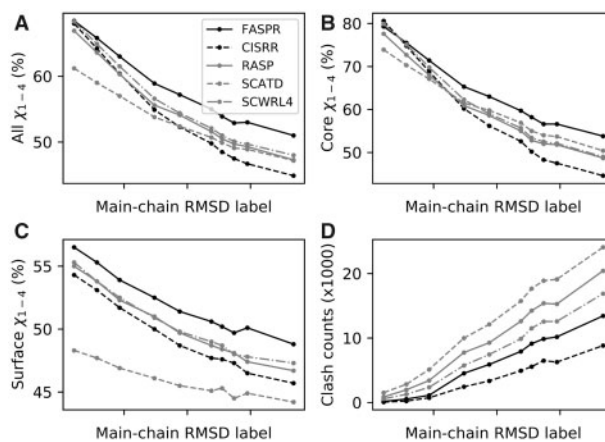 A
All χ1−4 (%)
60
50
FASPR
CISRR
RASP
SCATD
SCWRL4
Main-chain RMSD label
B
Core χ1−4 (%)
80
70
60
50
Main-chain RMSD label
C
Surface χ1−4 (%)
55
50
45
Main-chain RMSD label
D
Clash counts (x1000)
20
10
0
Main-chain RMSD label